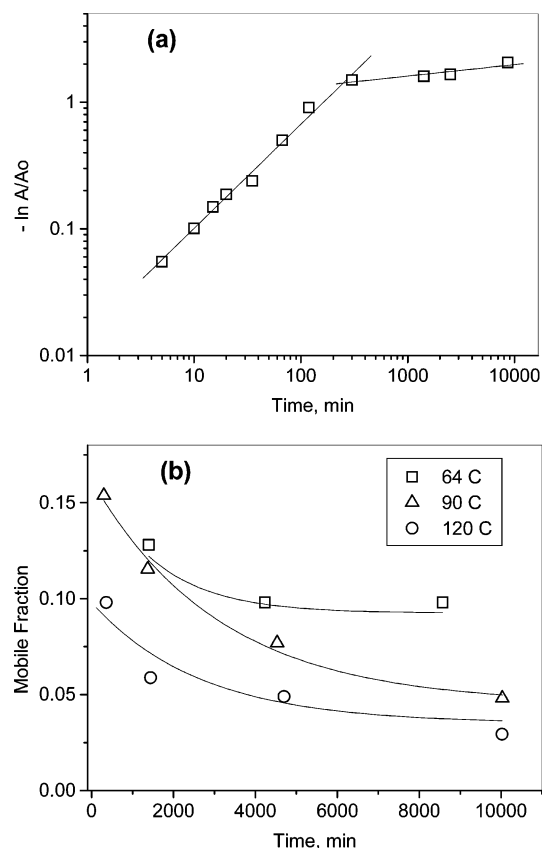 (a)
- ln A/Ao
1
0.1
0.01
1 10 100 1000 10000
Time, min
(b)
64 C
90 C
120 C
Mobile Fraction
0.15
0.10
0.05
0.00
0 2000 4000 6000 8000 10000
Time, min